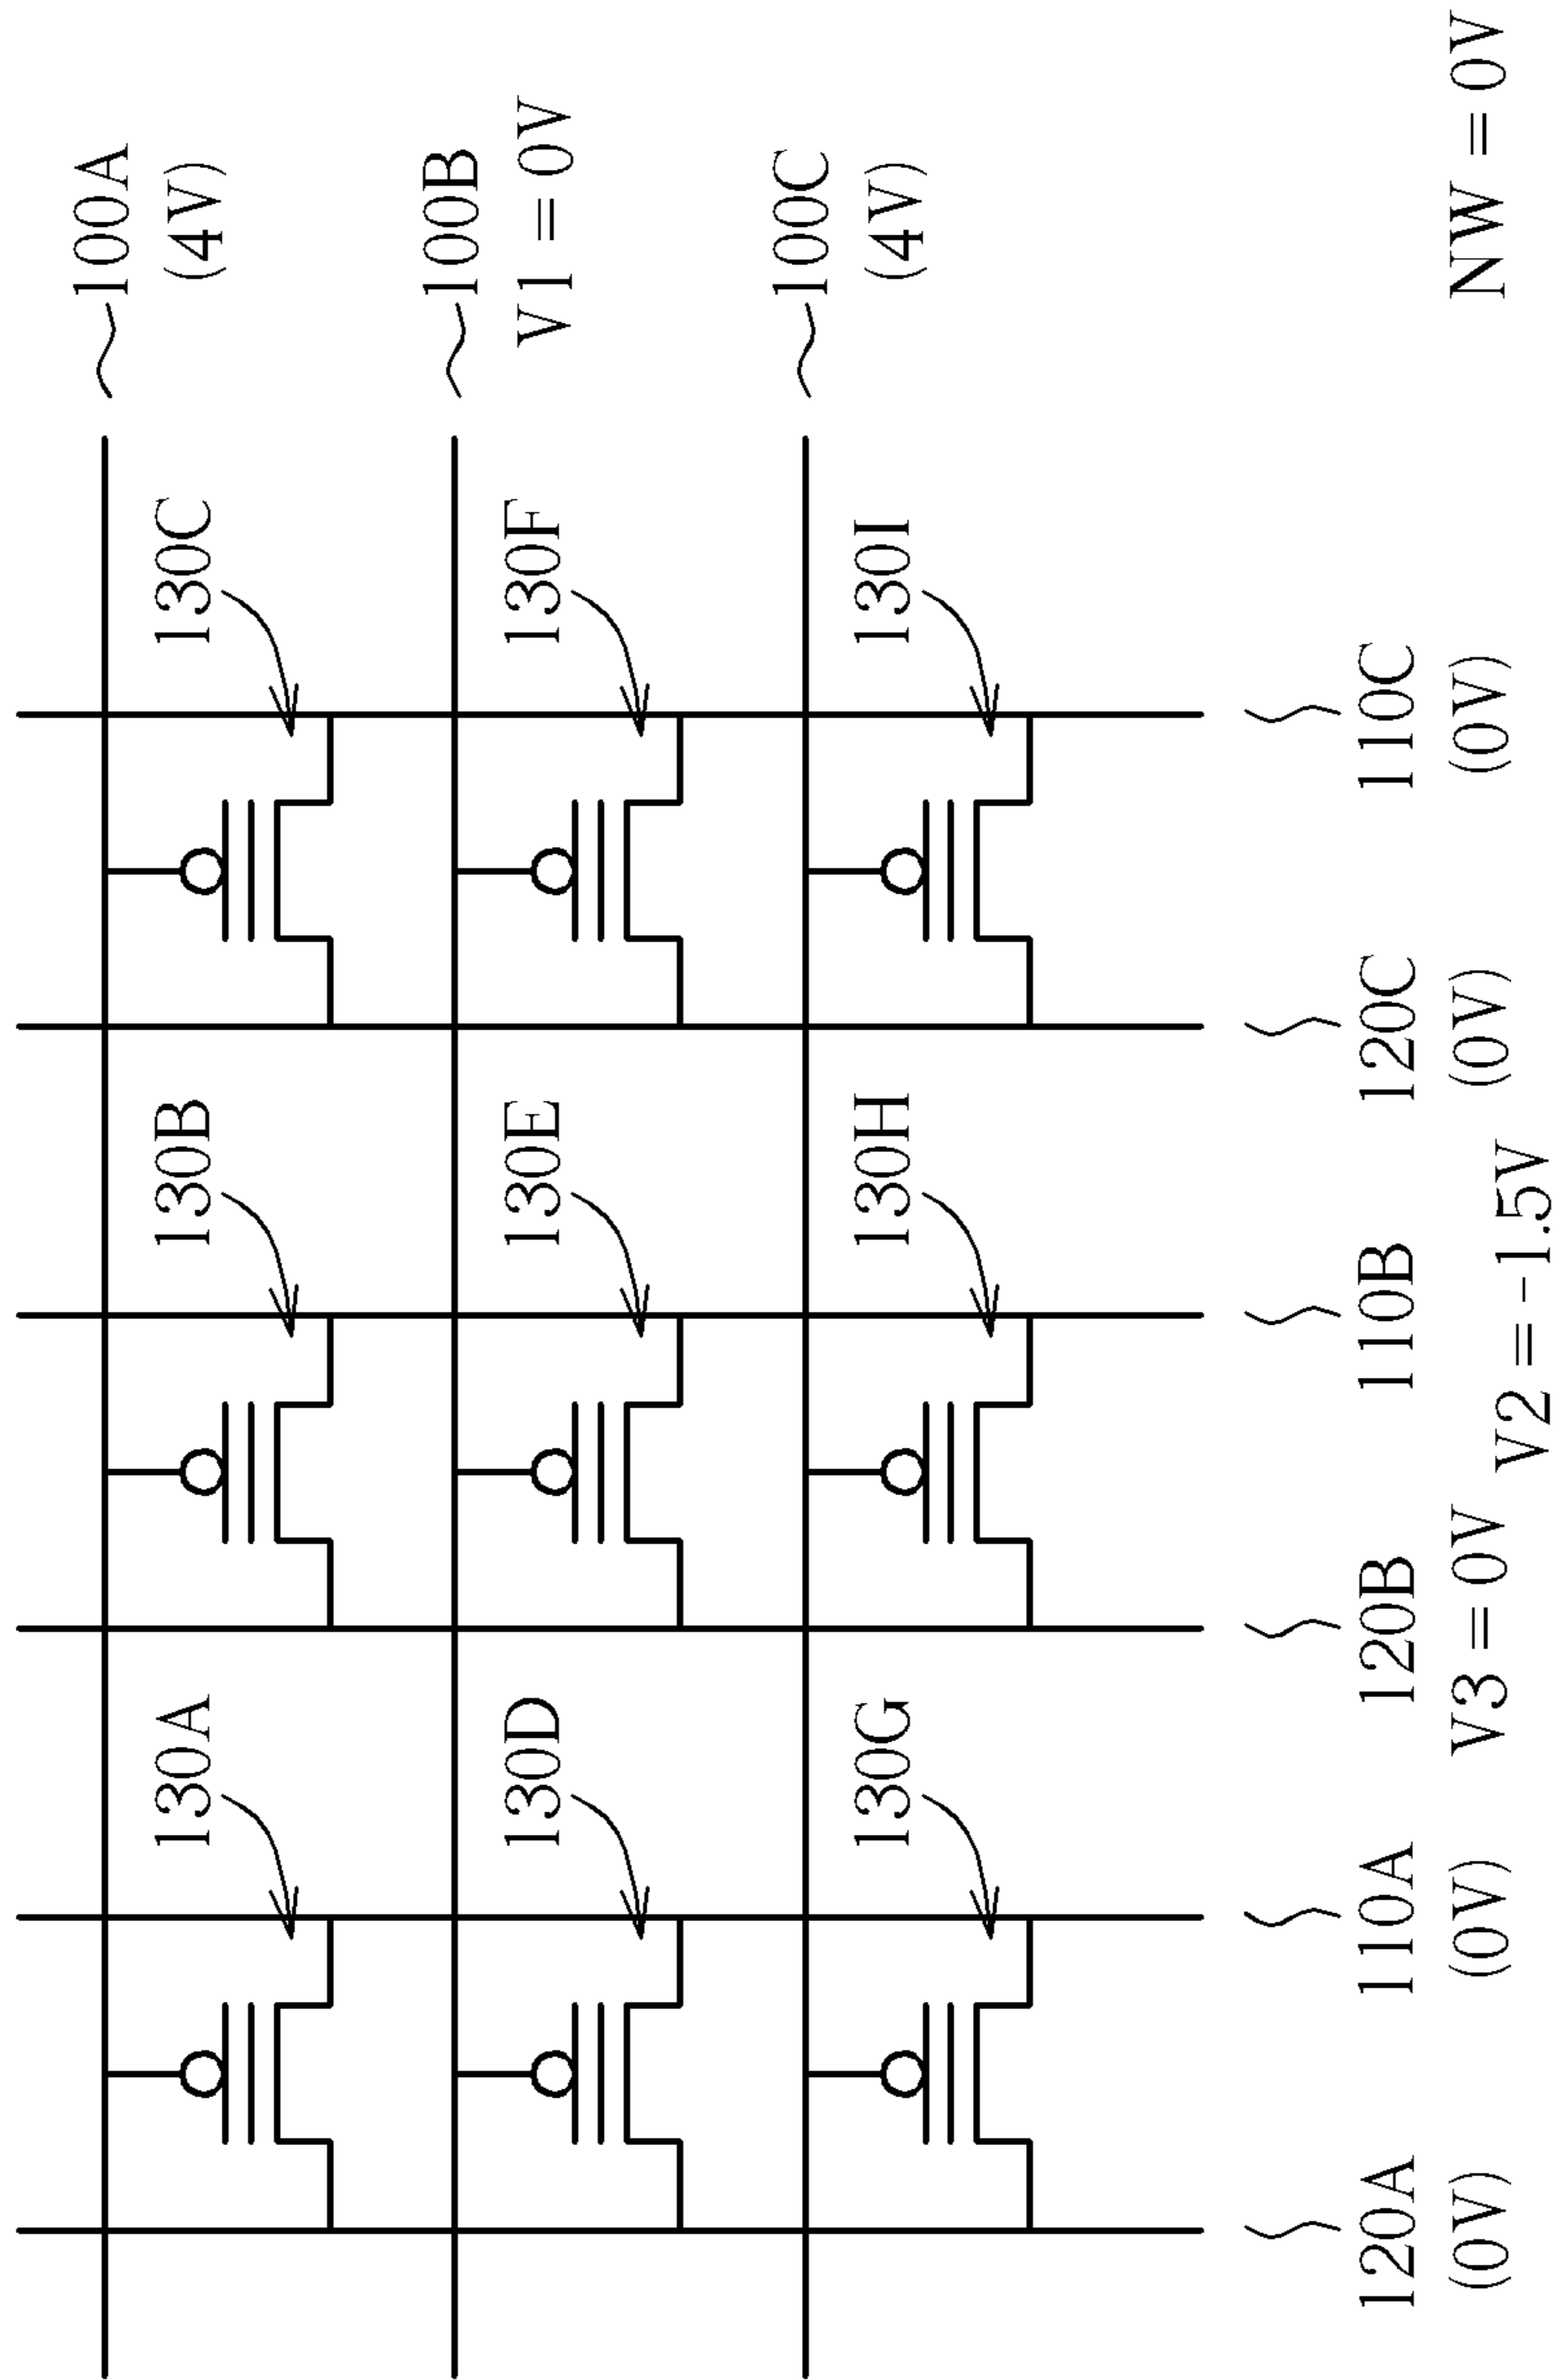 100A
(4V)
130A
130B
130C
100B
V1 = 0V
130D
130E
130F
100C
(4V)
130G
130H
130I
120A
(0V)
110A
(0V)
120B
V3 = 0V
110B
V2 = -1.5V
120C
(0V)
110C
(0V)
NW = 0V